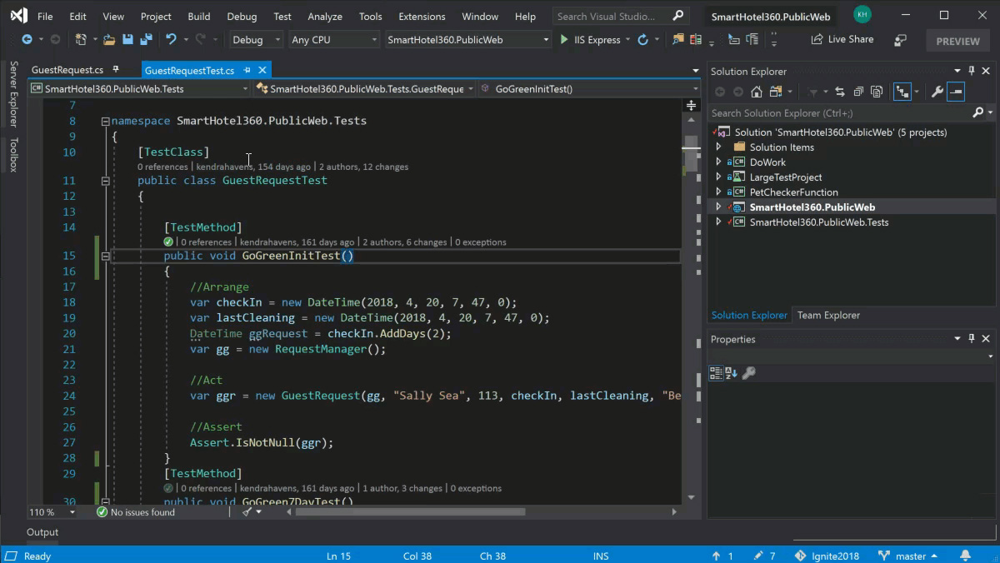 File Edit View Project Build Debug Test Analyze Tools Extensions Window Help Search Visual Studio... SmartHotel360.PublicWeb KH
Debug Any CPU SmartHotel360.PublicWeb IIS Express Live Share PREVIEW
Server Explorer
Toolbox
GuestRequest.cs GuestRequestTest.cs
SmartHotel360.PublicWeb.Tests SmartHotel360.PublicWeb.Tests.GuestReque GoGreenInitTest()
7
8 namespace SmartHotel360.PublicWeb.Tests
9 {
10 [TestClass]
0 references | kendrahavens, 154 days ago | 2 authors, 12 changes
11 public class GuestRequestTest
12 {
13
14 [TestMethod]
0 references | kendrahavens, 161 days ago | 2 authors, 6 changes | 0 exceptions
15 public void GoGreenInitTest()
16 {
17 //Arrange
18 var checkIn = new DateTime(2018, 4, 20, 7, 47, 0);
19 var lastCleaning = new DateTime(2018, 4, 20, 7, 47, 0);
20 DateTime ggRequest = checkIn.AddDays(2);
21 var gg = new RequestManager();
22
23 //Act
24 var ggr = new GuestRequest(gg, "Sally Sea", 113, checkIn, lastCleaning, "Be
25
26 //Assert
27 Assert.IsNotNull(ggr);
28 }
29 [TestMethod]
0 references | kendrahavens, 161 days ago | 1 author, 3 changes | 0 exceptions
30 public void GoGreen7DayTest()
110 % No issues found
Output
Solution Explorer
Search Solution Explorer (Ctrl+;)
Solution 'SmartHotel360.PublicWeb' (5 projects)
Solution Items
DoWork
LargeTestProject
PetCheckerFunction
SmartHotel360.PublicWeb
SmartHotel360.PublicWeb.Tests
Solution Explorer Team Explorer
Properties
Ready Ln 15 Col 38 Ch 38 INS 1 7 Ignite2018 master